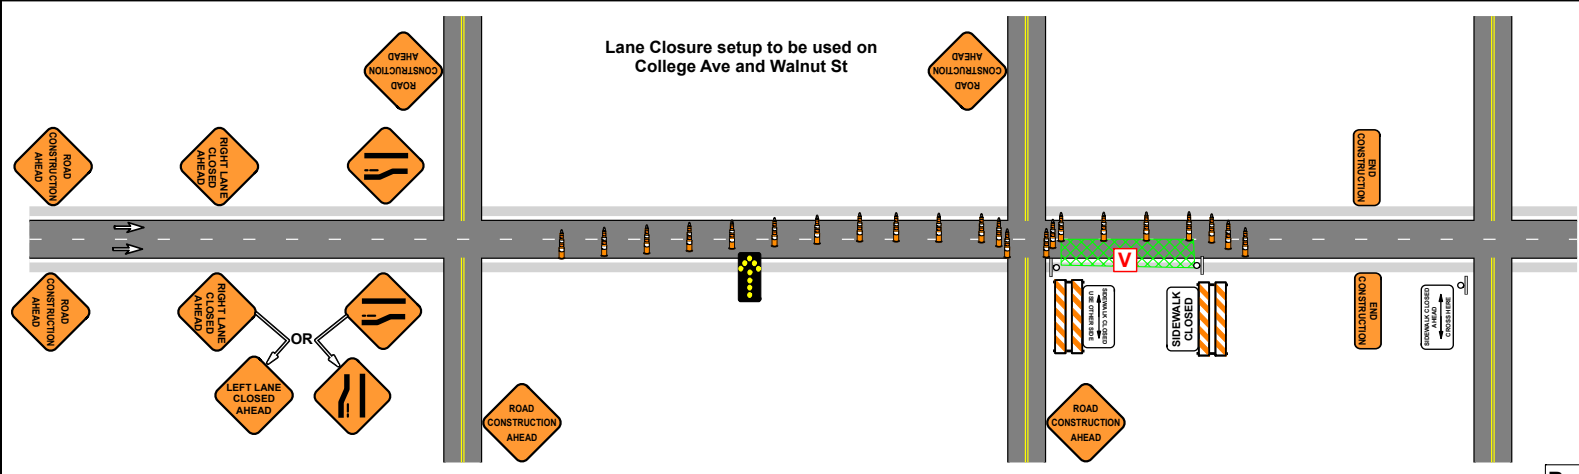 Lane Closure setup to be used on
College Ave and Walnut St
ROAD
CONSTRUCTION
AHEAD
ROAD
CONSTRUCTION
AHEAD
ROAD
CONSTRUCTION
AHEAD
RIGHT LANE
CLOSED
AHEAD
END
CONSTRUCTION
V
ROAD
CONSTRUCTION
AHEAD
RIGHT LANE
CLOSED
AHEAD
OR
LEFT LANE
CLOSED
AHEAD
SIDEWALK CLOSED
USE OTHER SIDE
SIDEWALK
CLOSED
END
CONSTRUCTION
SIDEWALK CLOSED
AHEAD
CROSS HERE
ROAD
CONSTRUCTION
AHEAD
ROAD
CONSTRUCTION
AHEAD